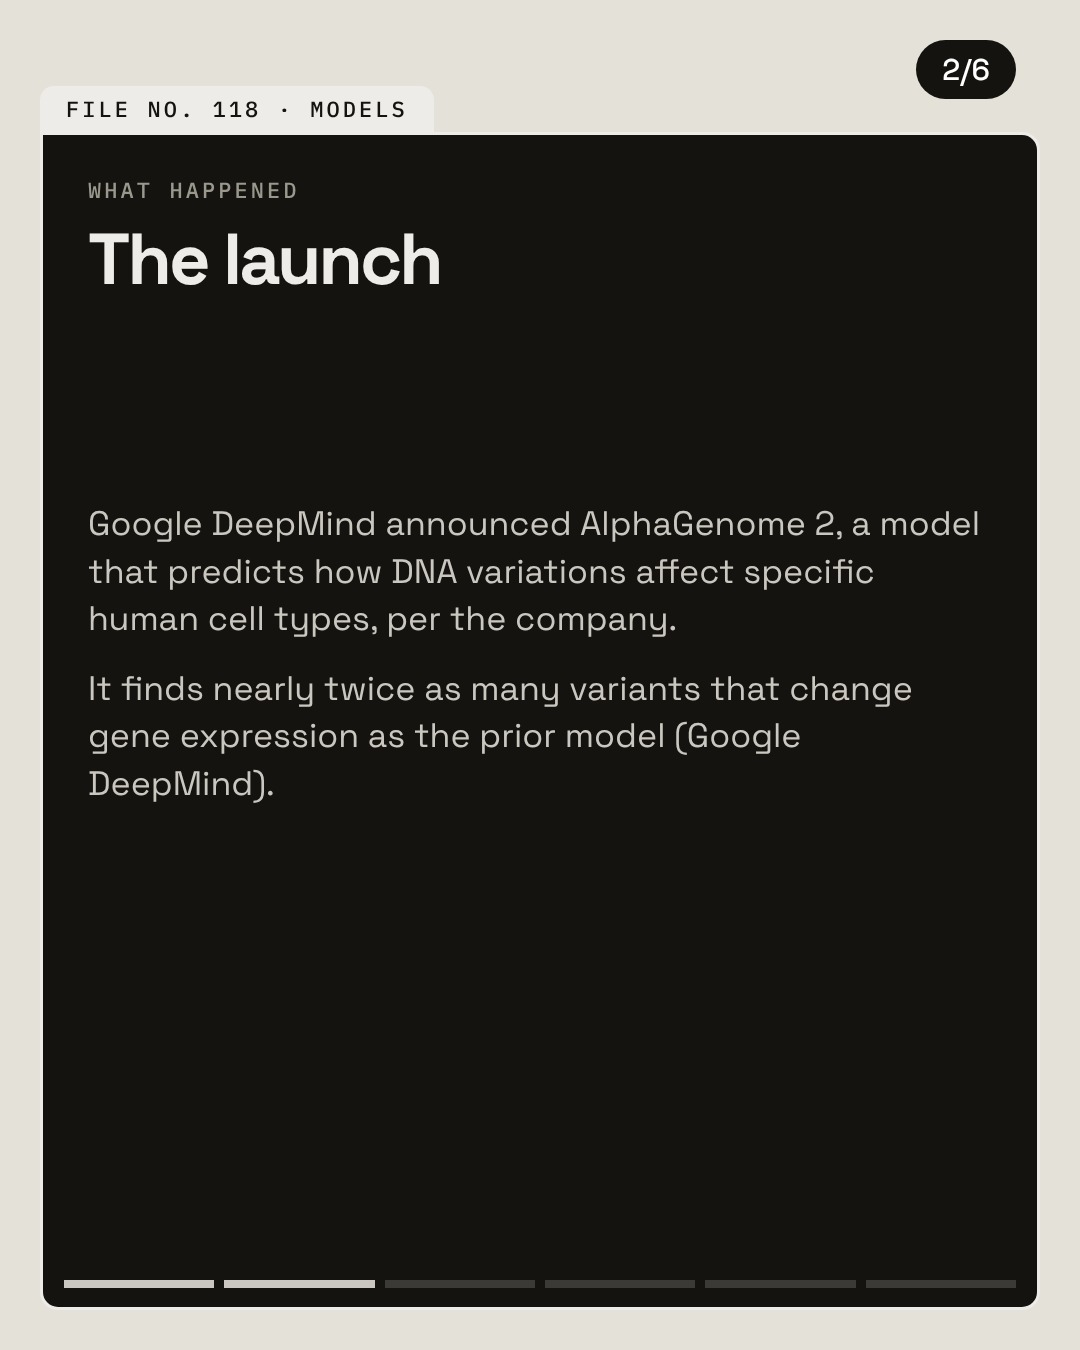 2/6
FILE NO. 118 · MODELS
WHAT HAPPENED
The launch
Google DeepMind announced AlphaGenome 2, a model
that predicts how DNA variations affect specific
human cell types, per the company.
It finds nearly twice as many variants that change
gene expression as the prior model (Google
DeepMind).